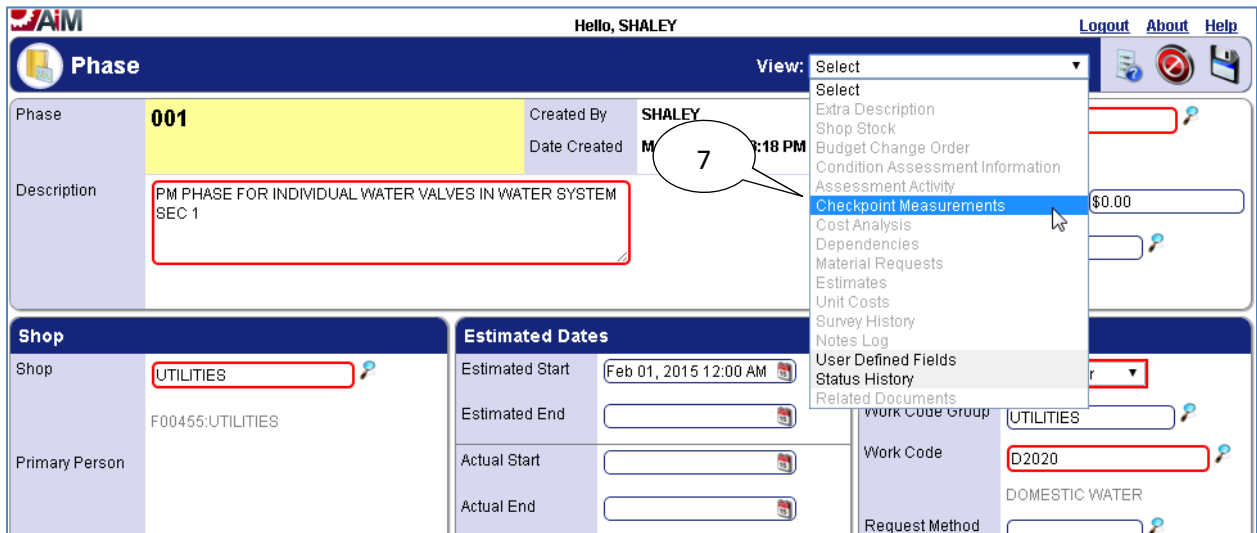 AiM
Hello, SHALEY
Logout About Help
Phase
View: Select
Select
Extra Description
Shop Stock
Budget Change Order
Condition Assessment Information
Assessment Activity
Checkpoint Measurements
Cost Analysis
Dependencies
Material Requests
Estimates
Unit Costs
Survey History
Notes Log
User Defined Fields
Status History
Related Documents
Phase 001
Created By SHALEY
Date Created :18 PM
7
Description PM PHASE FOR INDIVIDUAL WATER VALVES IN WATER SYSTEM
SEC 1
$0.00
Shop
Shop UTILITIES
F00455:UTILITIES
Primary Person
Estimated Dates
Estimated Start Feb 01, 2015 12:00 AM
Estimated End
Actual Start
Actual End
Work Code Group UTILITIES
Work Code D2020
DOMESTIC WATER
Request Method